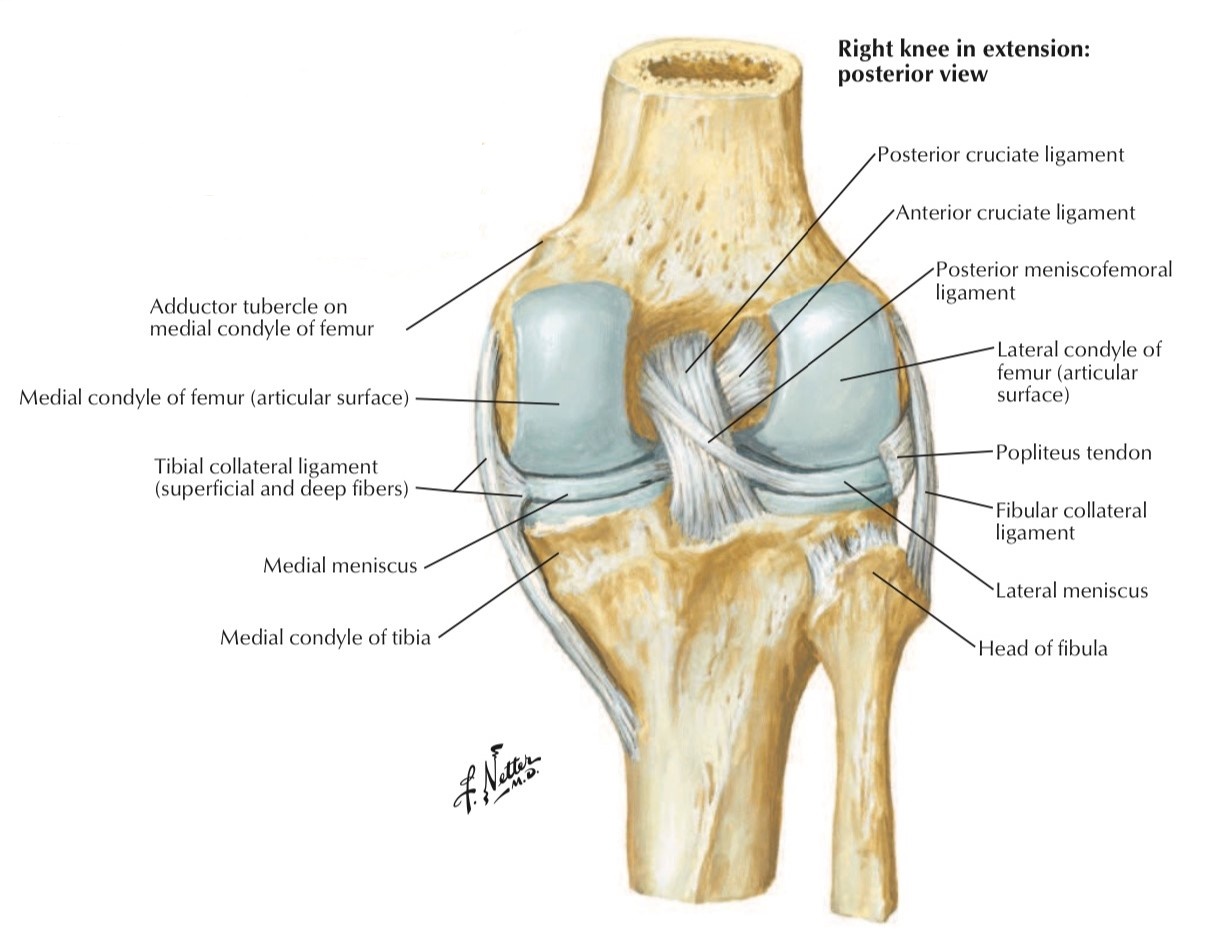 Right knee in extension:
posterior view
Posterior cruciate ligament
Anterior cruciate ligament
Posterior meniscofemoral
ligament
Lateral condyle of
femur (articular
surface)
Popliteus tendon
Fibular collateral
ligament
Lateral meniscus
Head of fibula
Adductor tubercle on
medial condyle of femur
Medial condyle of femur (articular surface)
Tibial collateral ligament
(superficial and deep fibers)
Medial meniscus
Medial condyle of tibia
F. Netter
M.D.